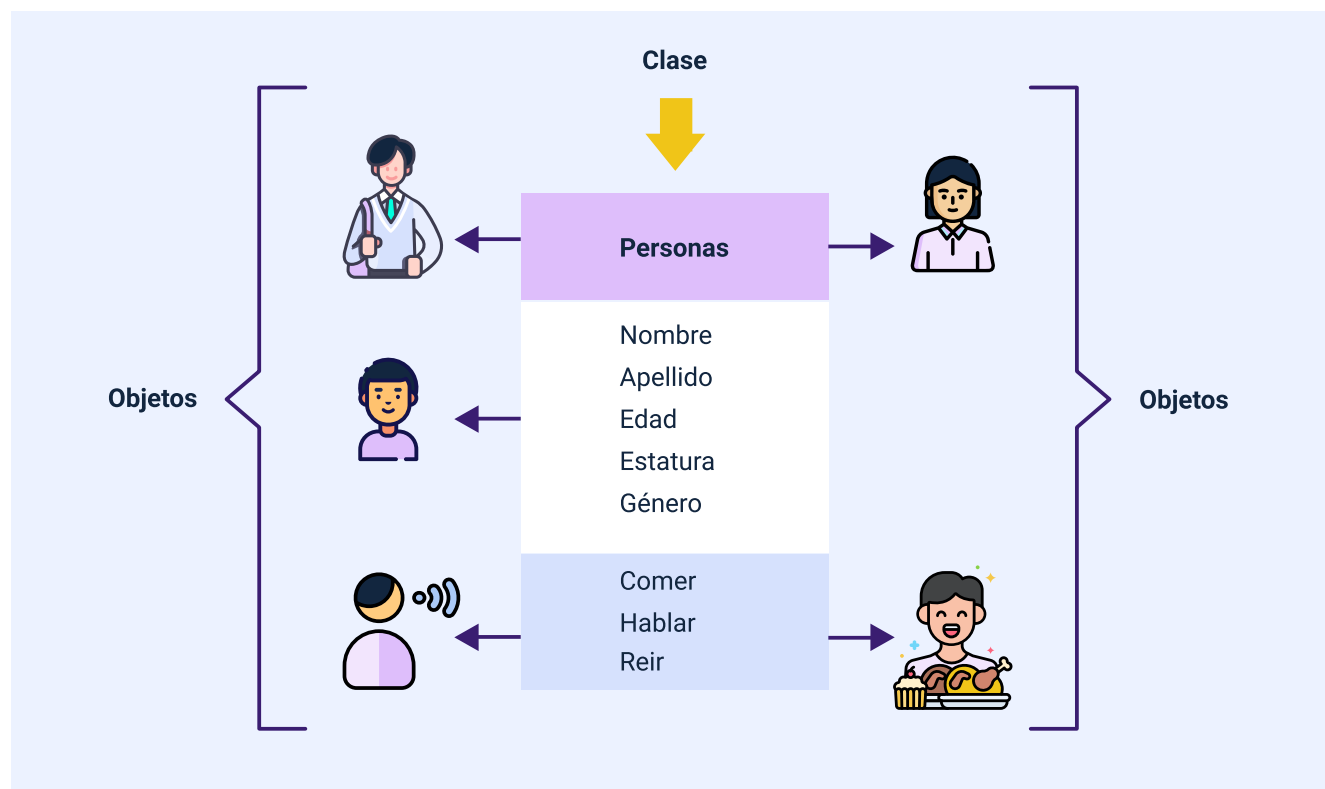 Clase
Personas
Nombre
Apellido
Edad
Estatura
Género
Comer
Hablar
Reir
Objetos
Objetos